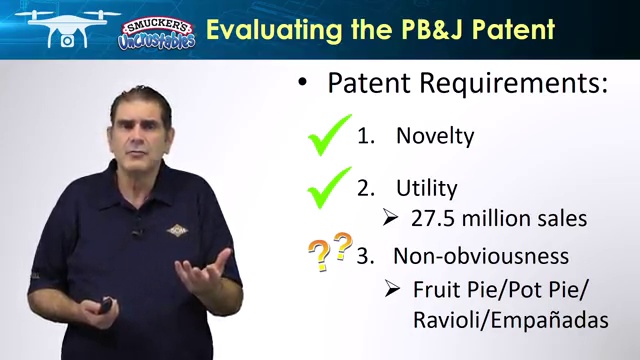 SMUCKER'S
UNCRUSTABLES
Evaluating the PB&J Patent
• Patent Requirements:
1. Novelty
2. Utility
➢ 27.5 million sales
?? 3. Non-obviousness
➢ Fruit Pie/Pot Pie/
Ravioli/Empañadas